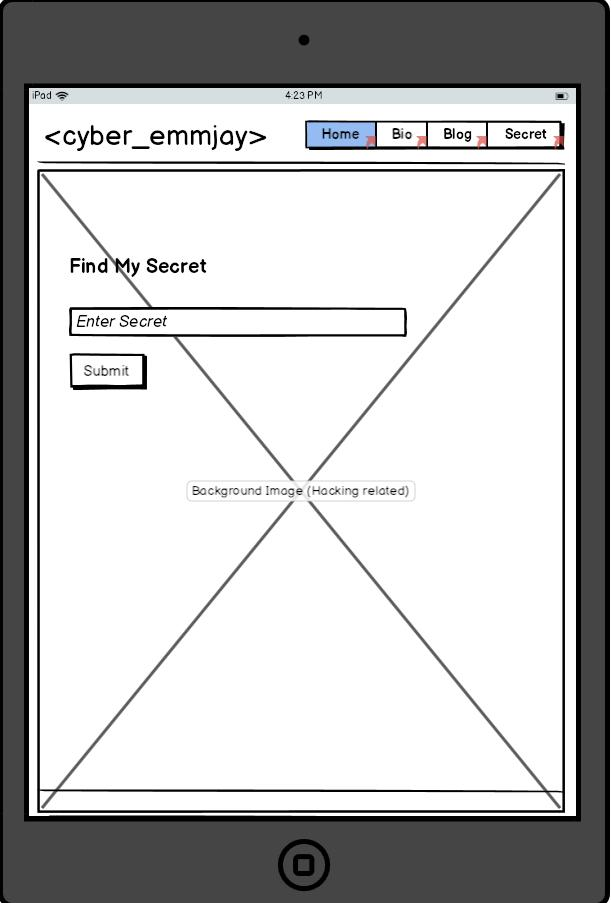 iPad 4:23 PM
<cyber_emmjay> Home Bio Blog Secret
Find My Secret
Enter Secret
Submit
Background Image (Hacking related)